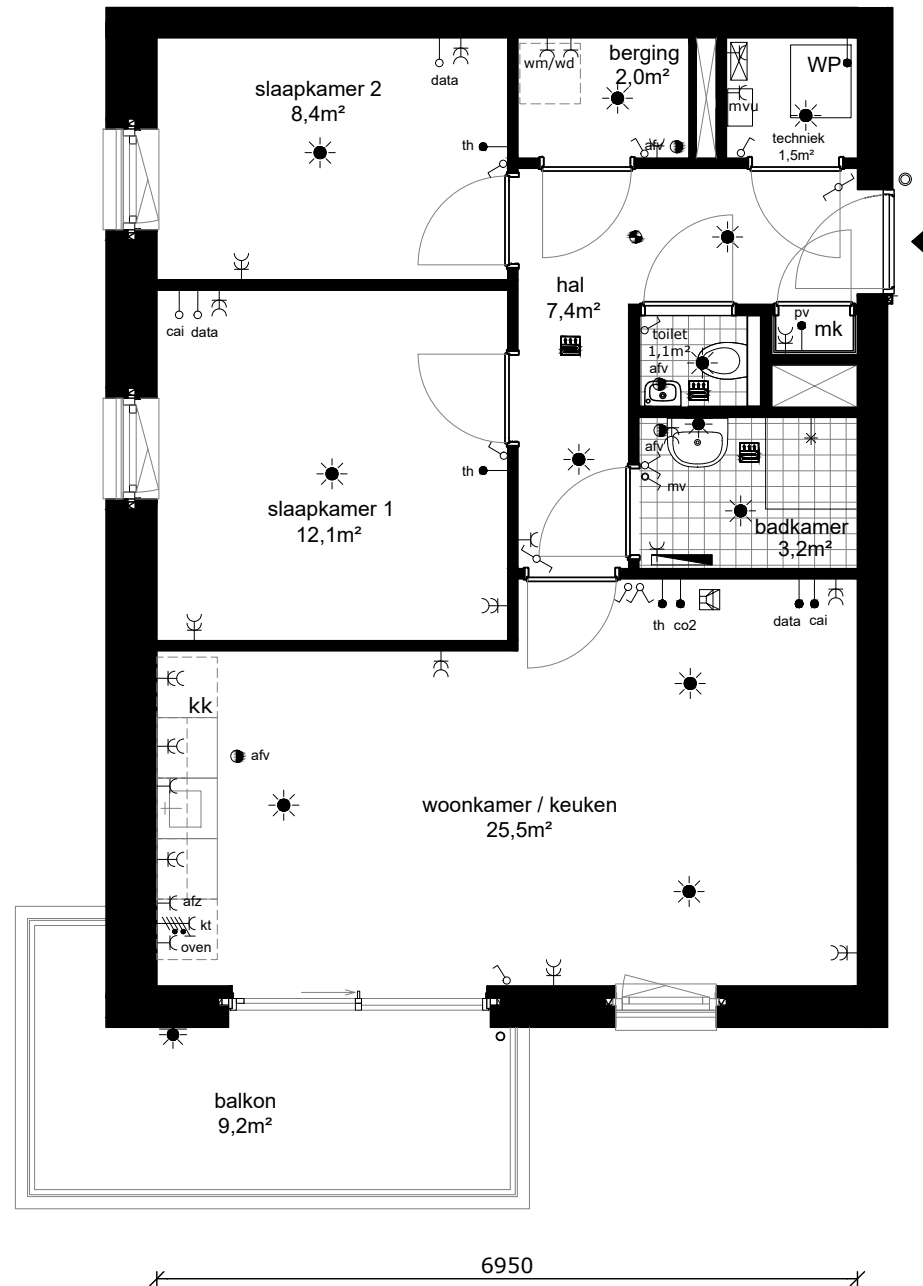 slaapkamer 2
8,4m²
data
th
wm/wd
berging
2,0m²
afv
WP
mvu
techniek
1,5m²
hal
7,4m²
cai
data
toilet
1,1m²
afv
pv
mk
slaapkamer 1
12,1m²
th
afv
mv
badkamer
3,2m²
th
co2
data
cai
kk
afv
woonkamer / keuken
25,5m²
afz
kt
oven
balkon
9,2m²
6950